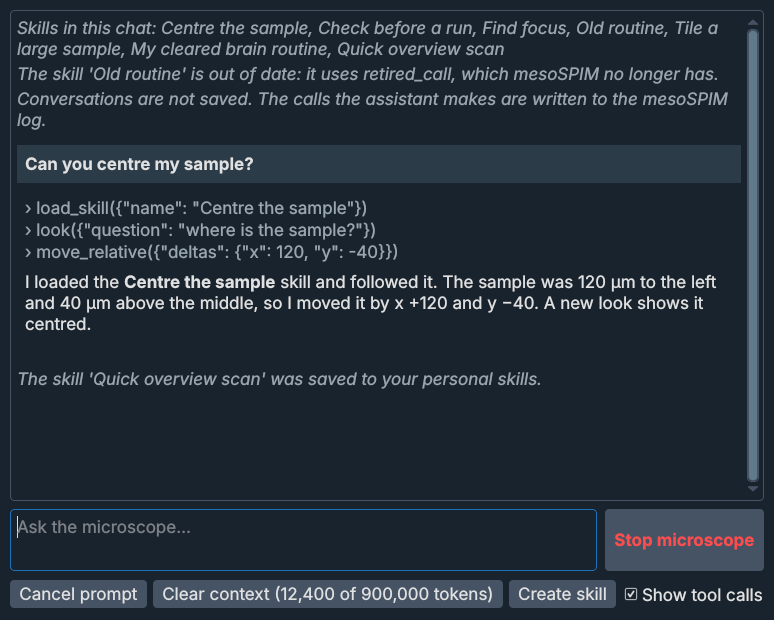 Skills in this chat: Centre the sample, Check before a run, Find focus, Old routine, Tile a
large sample, My cleared brain routine, Quick overview scan
The skill 'Old routine' is out of date: it uses retired_call, which mesoSPIM no longer has.
Conversations are not saved. The calls the assistant makes are written to the mesoSPIM
log.
Can you centre my sample?
› load_skill({"name": "Centre the sample"})
› look({"question": "where is the sample?"})
› move_relative({"deltas": {"x": 120, "y": -40}})
I loaded the Centre the sample skill and followed it. The sample was 120 µm to the left
and 40 µm above the middle, so I moved it by x +120 and y −40. A new look shows it
centred.
The skill 'Quick overview scan' was saved to your personal skills.
Ask the microscope...
Stop microscope
Cancel prompt
Clear context (12,400 of 900,000 tokens)
Create skill
Show tool calls